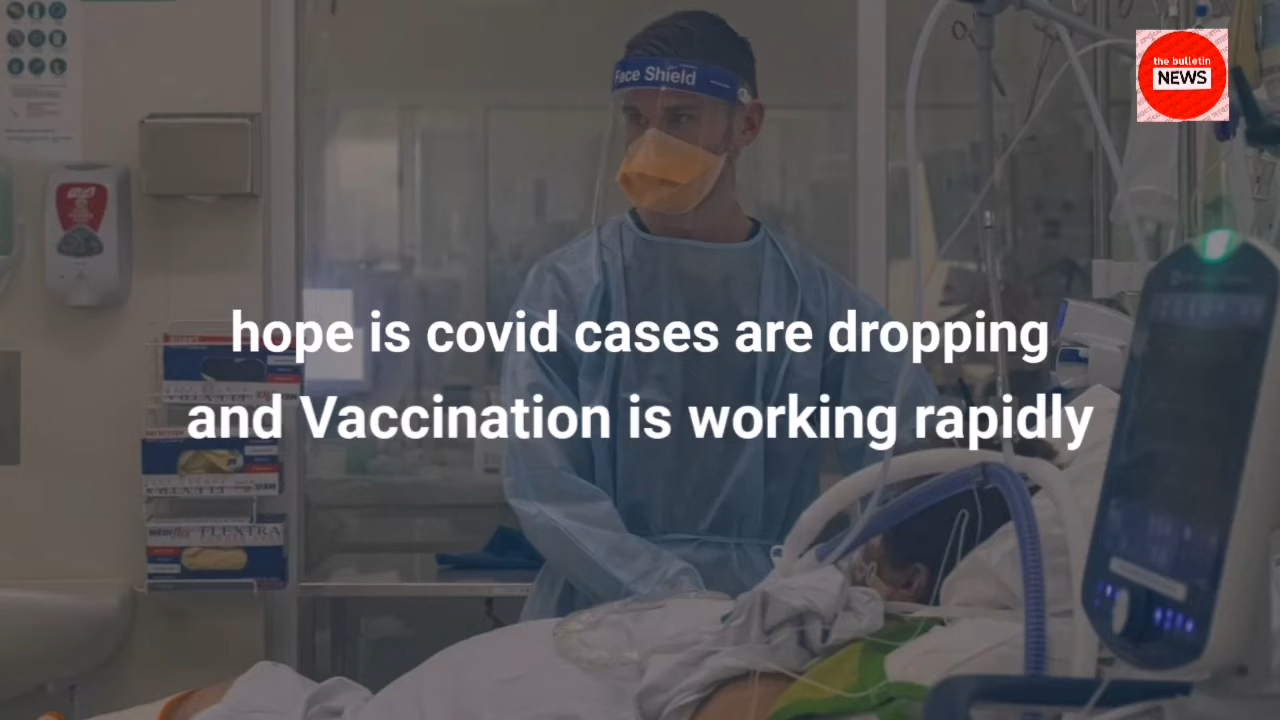 the bulletin
NEWS
Face Shield
hope is covid cases are dropping
and Vaccination is working rapidly
FLEXTRA